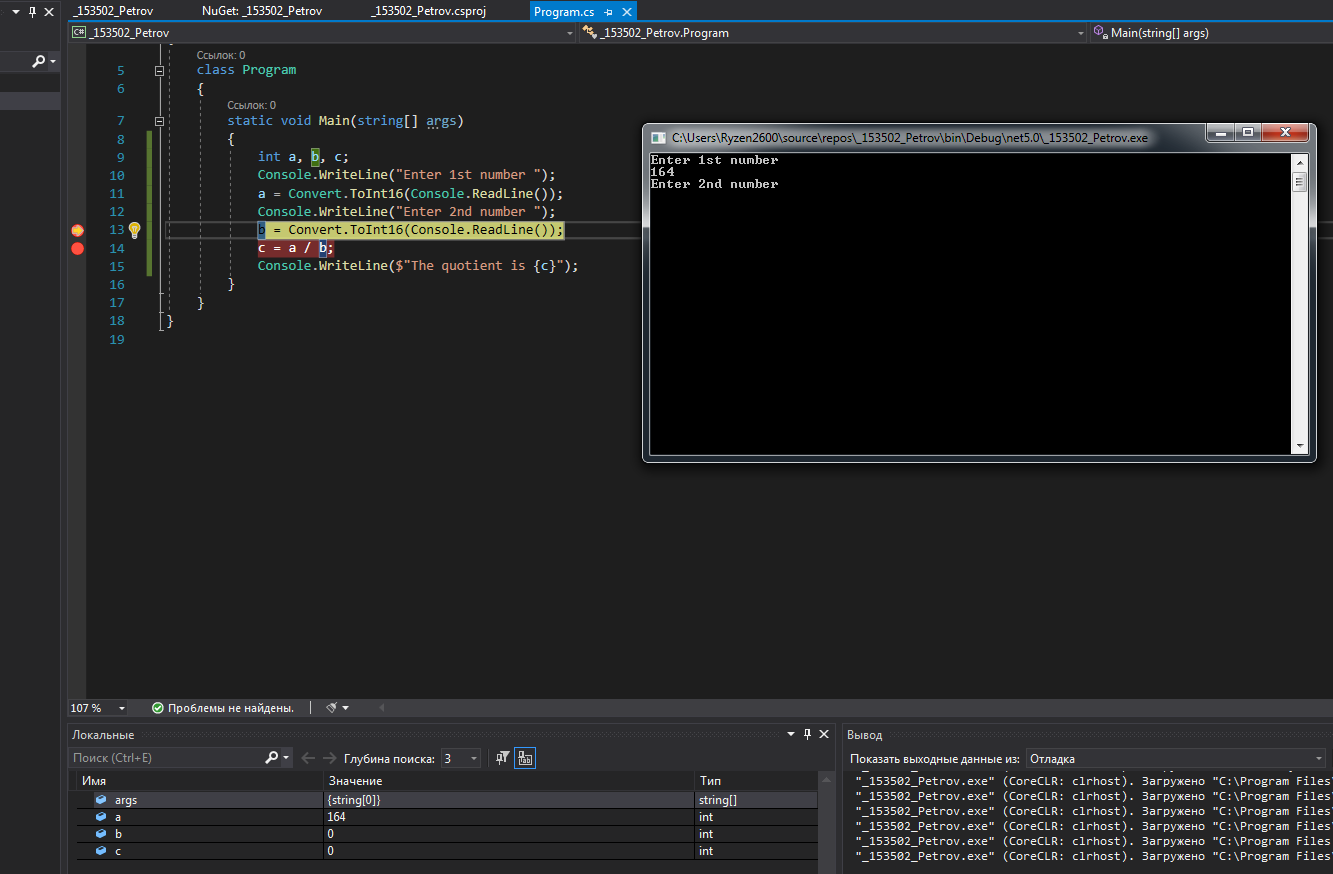 _153502_Petrov NuGet: _153502_Petrov _153502_Petrov.csproj Program.cs
C# _153502_Petrov _153502_Petrov.Program Main(string[] args)
Ссылок: 0
5 class Program
6 {
Ссылок: 0
7 static void Main(string[] args)
8 {
9 int a, b, c;
10 Console.WriteLine("Enter 1st number ");
11 a = Convert.ToInt16(Console.ReadLine());
12 Console.WriteLine("Enter 2nd number ");
13 b = Convert.ToInt16(Console.ReadLine());
14 c = a / b;
15 Console.WriteLine($"The quotient is {c}");
16 }
17 }
18 }
19
C:\Users\Ryzen2600\source\repos\_153502_Petrov\bin\Debug\net5.0\_153502_Petrov.exe
Enter 1st number
164
Enter 2nd number
107 % Проблемы не найдены.
Локальные
Поиск (Ctrl+E) Глубина поиска: 3
Имя Значение Тип
args {string[0]} string[]
a 164 int
b 0 int
c 0 int
Вывод
Показать выходные данные из: Отладка
"_153502_Petrov.exe" (CoreCLR: clrhost). Загружено "C:\Program Files
"_153502_Petrov.exe" (CoreCLR: clrhost). Загружено "C:\Program Files
"_153502_Petrov.exe" (CoreCLR: clrhost). Загружено "C:\Program Files
"_153502_Petrov.exe" (CoreCLR: clrhost). Загружено "C:\Program Files
"_153502_Petrov.exe" (CoreCLR: clrhost). Загружено "C:\Program Files
"_153502_Petrov.exe" (CoreCLR: clrhost). Загружено "C:\Program Files